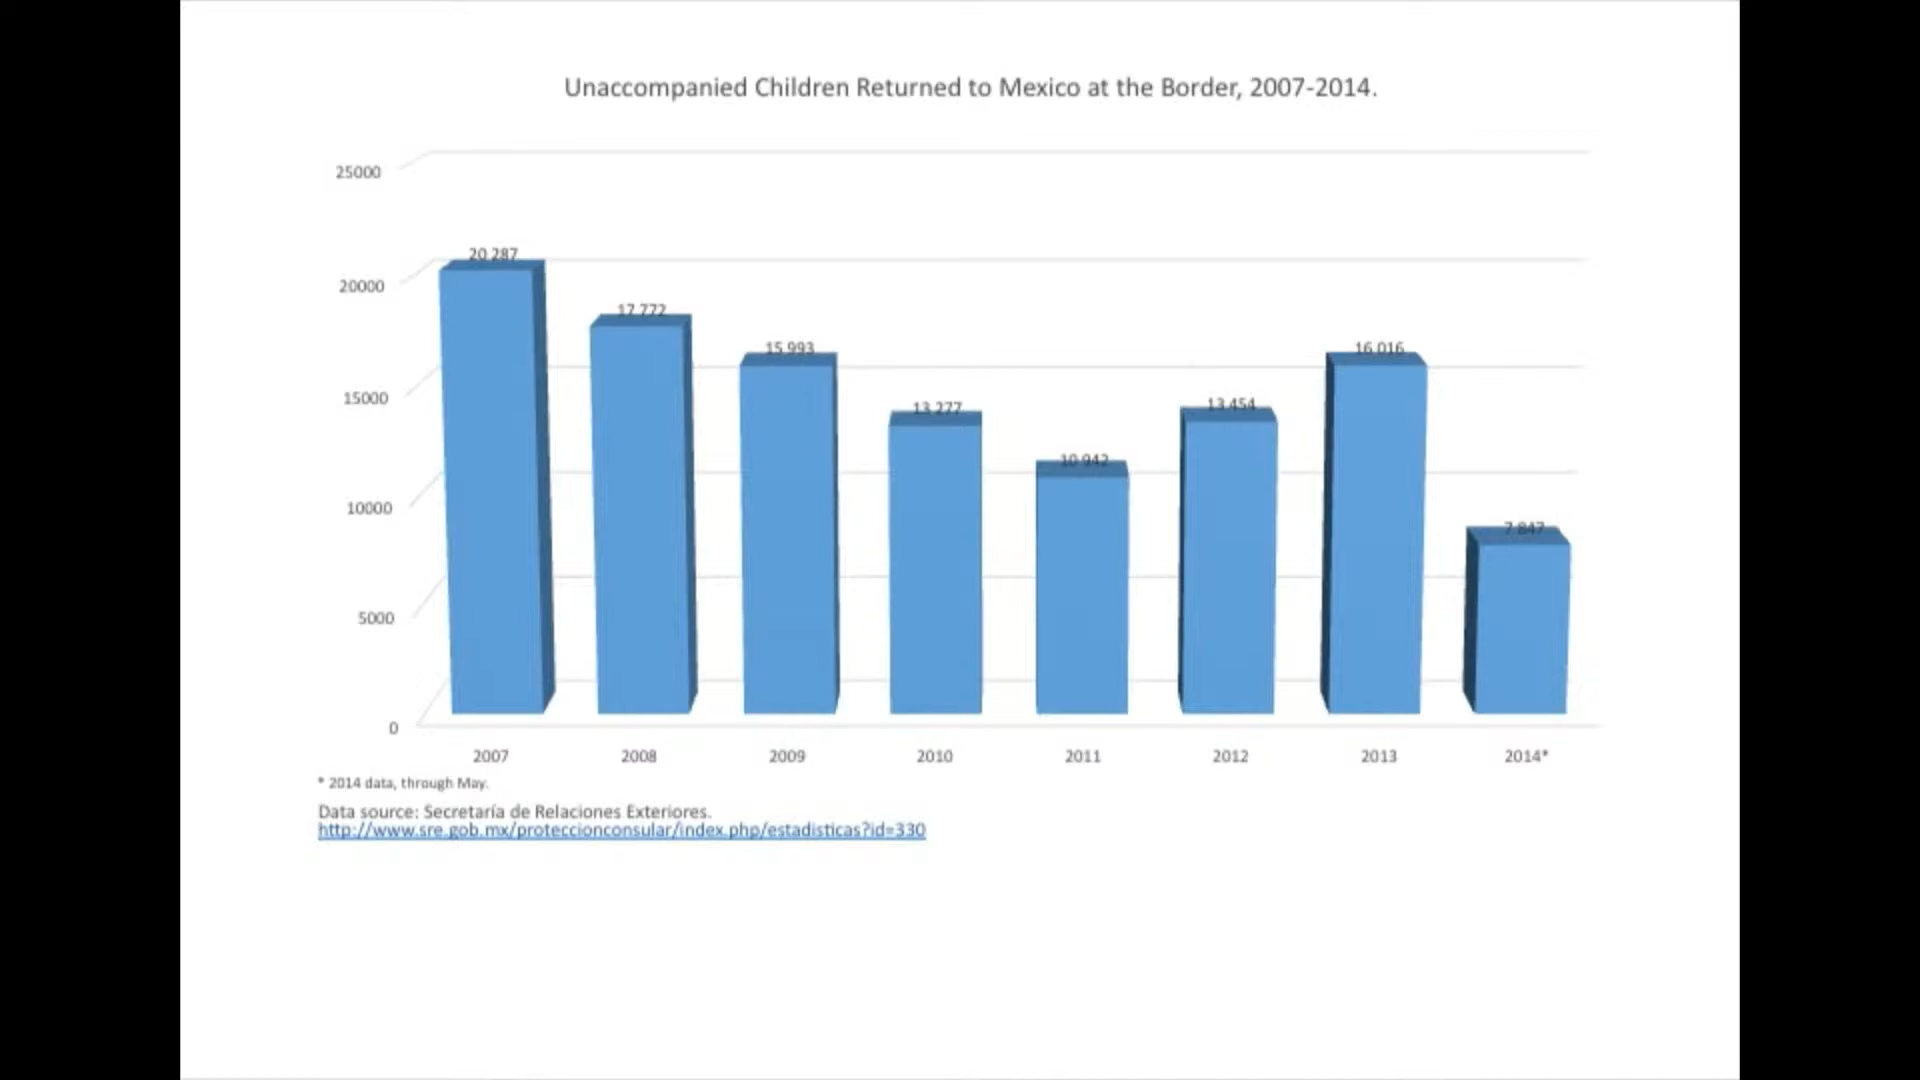 Unaccompanied Children Returned to Mexico at the Border, 2007-2014.
25000
20000
15000
10000
5000
0
20 287
17 772
15 993
13 277
10 942
13 454
16 016
7 847
2007 2008 2009 2010 2011 2012 2013 2014*
* 2014 data, through May.
Data source: Secretaría de Relaciones Exteriores.
http://www.sre.gob.mx/proteccionconsular/index.php/estadisticas?id=330